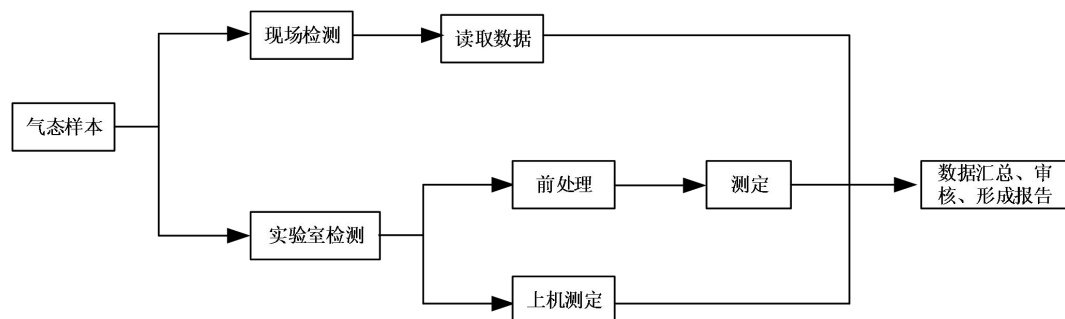 现场检测
读取数据
气态样本
前处理
测定
数据汇总、审
核、形成报告
实验室检测
上机测定